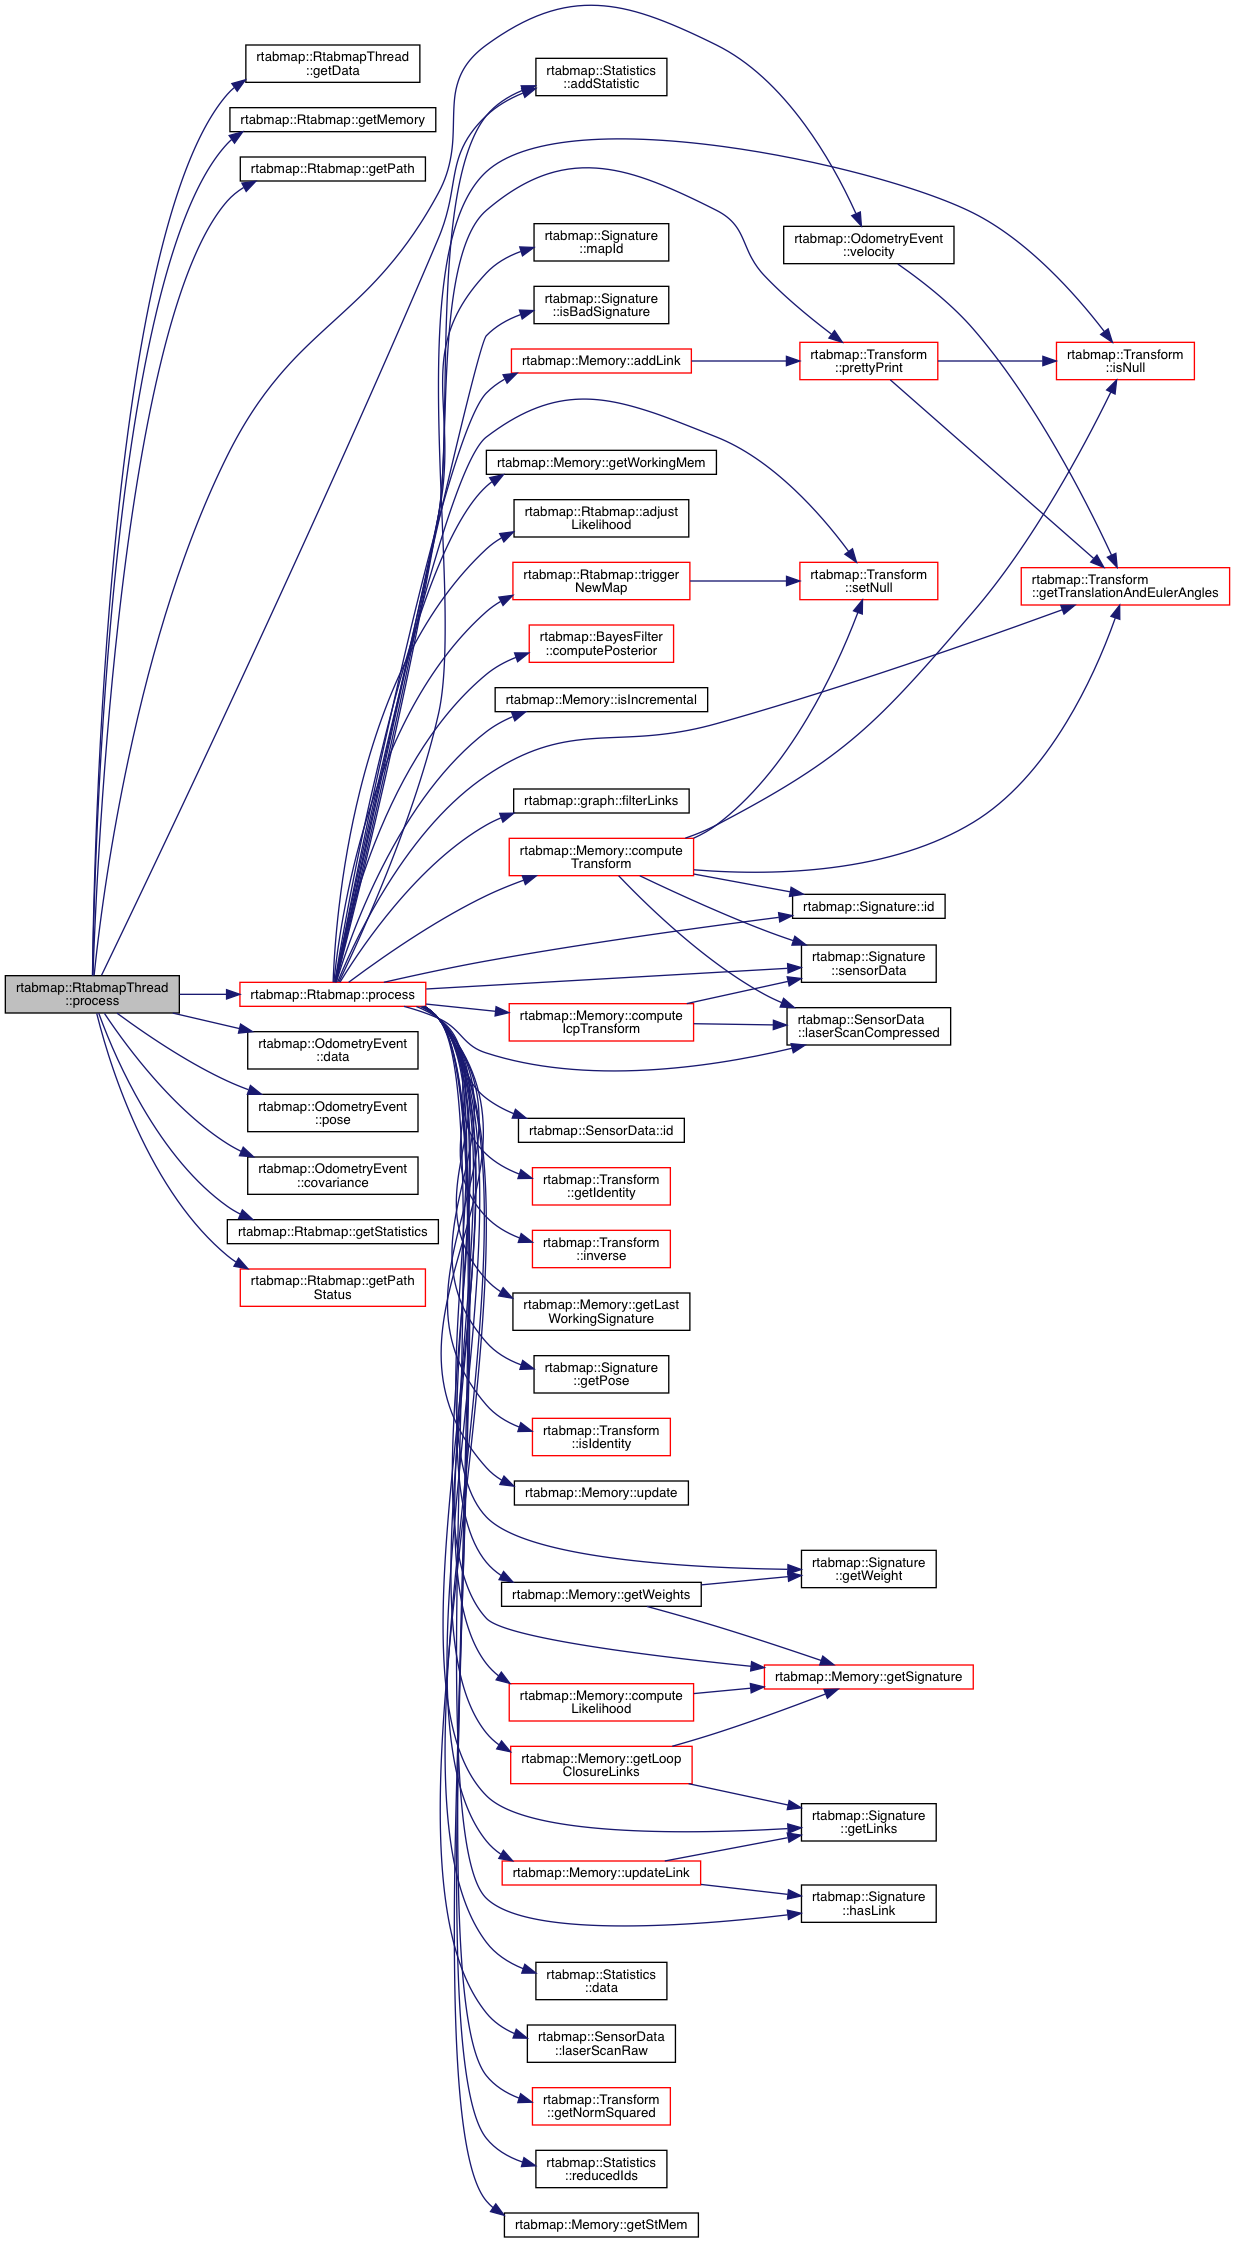 rtabmap::RtabmapThread
::getData
rtabmap::Rtabmap::getMemory
rtabmap::Rtabmap::getPath
rtabmap::RtabmapThread
::process
rtabmap::Rtabmap::process
rtabmap::OdometryEvent
::data
rtabmap::OdometryEvent
::pose
rtabmap::OdometryEvent
::covariance
rtabmap::Rtabmap::getStatistics
rtabmap::Rtabmap::getPath
Status
rtabmap::Statistics
::addStatistic
rtabmap::Signature
::mapId
rtabmap::Signature
::isBadSignature
rtabmap::Memory::addLink
rtabmap::Memory::getWorkingMem
rtabmap::Rtabmap::adjust
Likelihood
rtabmap::Rtabmap::trigger
NewMap
rtabmap::BayesFilter
::computePosterior
rtabmap::Memory::isIncremental
rtabmap::graph::filterLinks
rtabmap::Memory::compute
Transform
rtabmap::Memory::compute
IcpTransform
rtabmap::SensorData::id
rtabmap::Transform
::getIdentity
rtabmap::Transform
::inverse
rtabmap::Memory::getLast
WorkingSignature
rtabmap::Signature
::getPose
rtabmap::Transform
::isIdentity
rtabmap::Memory::update
rtabmap::Memory::getWeights
rtabmap::Memory::compute
Likelihood
rtabmap::Memory::getLoop
ClosureLinks
rtabmap::Memory::updateLink
rtabmap::Statistics
::data
rtabmap::SensorData
::laserScanRaw
rtabmap::Transform
::getNormSquared
rtabmap::Statistics
::reducedIds
rtabmap::Memory::getStMem
rtabmap::OdometryEvent
::velocity
rtabmap::Transform
::prettyPrint
rtabmap::Transform
::setNull
rtabmap::Signature::id
rtabmap::Signature
::sensorData
rtabmap::SensorData
::laserScanCompressed
rtabmap::Signature
::getWeight
rtabmap::Memory::getSignature
rtabmap::Signature
::getLinks
rtabmap::Signature
::hasLink
rtabmap::Transform
::isNull
rtabmap::Transform
::getTranslationAndEulerAngles